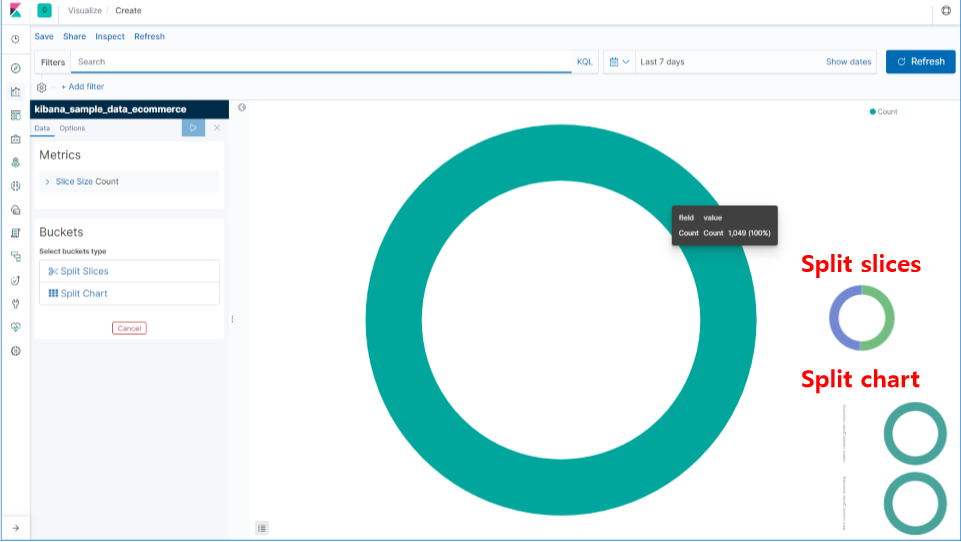 D Visualize / Create
Save Share Inspect Refresh
Filters Search KQL Last 7 days Show dates Refresh
+ Add filter
kibana_sample_data_ecommerce
Count
Data Options
Metrics
Slice Size Count
field value
Count Count 1,049 (100%)
Buckets
Select buckets type
Split Slices
Split Chart
Cancel
Split slices
Split chart